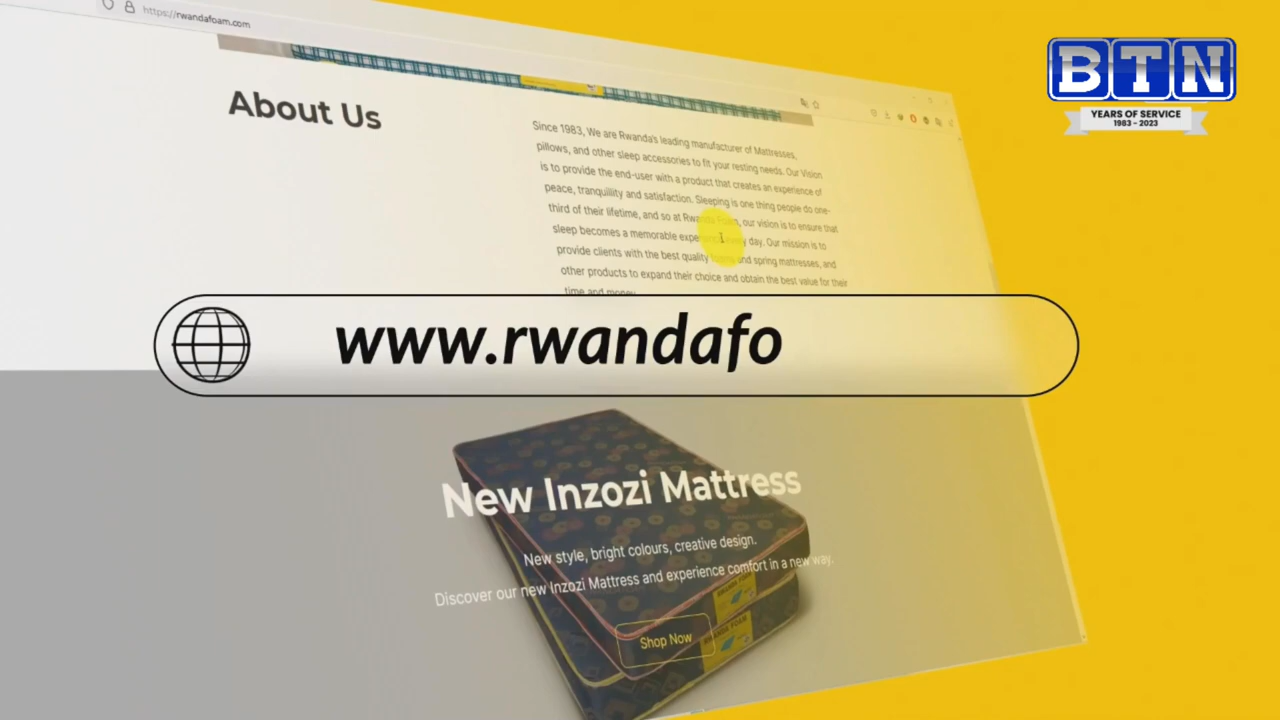 https://rwandafoam.com
BTN
YEARS OF SERVICE
1983 - 2023
About Us
Since 1983, We are Rwanda's leading manufacturer of Mattresses,
pillows, and other sleep accessories to fit your resting needs. Our Vision
is to provide the end-user with a product that creates an experience of
peace, tranquility and satisfaction. Sleeping is one thing people do one-
third of their lifetime, and so at Rwanda Foam, our vision is to ensure that
sleep becomes a memorable experience every day. Our mission is to
provide clients with the best quality and spring mattresses, and
other products to expand their choice and obtain the best value for their
time and money
www.rwandafo
New Inzozi Mattress
New style, bright colours, creative design.
Discover our new Inzozi Mattress and experience comfort in a new way.
RWANDA FOAM
Shop Now
RWANDA FOAM